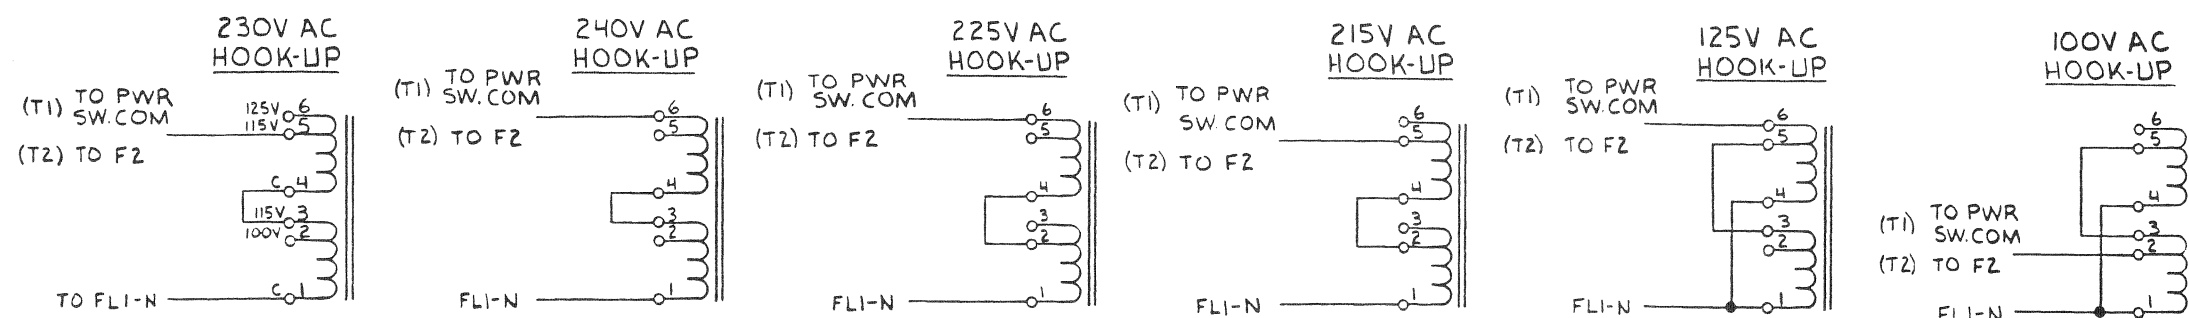 230V AC
HOOK-UP
(T1) TO PWR
SW. COM
(T2) TO F2
125V 6
115V 5
C 4
115V 3
100V 2
C 1
TO FL1-N
240V AC
HOOK-UP
(T1) TO PWR
SW. COM
(T2) TO F2
6
5
4
3
2
1
FL1-N
225V AC
HOOK-UP
(T1) TO PWR
SW. COM
(T2) TO F2
6
5
4
3
2
1
FL1-N
215V AC
HOOK-UP
(T1) TO PWR
SW. COM
(T2) TO F2
6
5
4
3
2
1
FL1-N
125V AC
HOOK-UP
(T1) TO PWR
SW. COM
(T2) TO F2
6
5
4
3
2
1
FL1-N
100V AC
HOOK-UP
6
5
4
(T1) TO PWR
SW. COM
(T2) TO F2
3
2
1
FL1-N